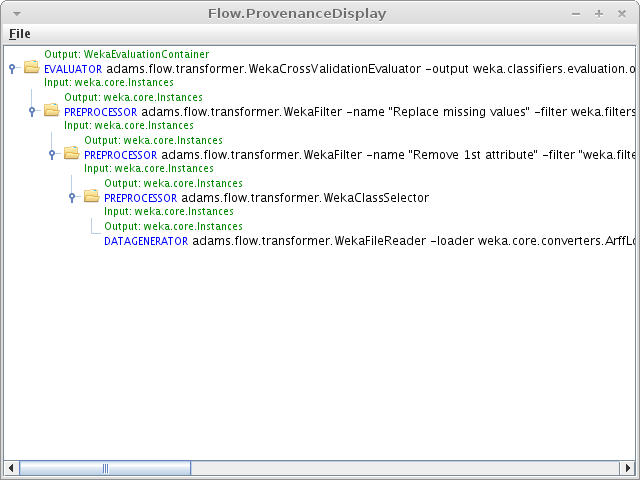 Flow.ProvenanceDisplay
File
Output: WekaEvaluationContainer
EVALUATOR adams.flow.transformer.WekaCrossValidationEvaluator -output weka.classifiers.evaluation.o
Input: weka.core.Instances
Output: weka.core.Instances
PREPROCESSOR adams.flow.transformer.WekaFilter -name "Replace missing values" -filter weka.filters
Input: weka.core.Instances
Output: weka.core.Instances
PREPROCESSOR adams.flow.transformer.WekaFilter -name "Remove 1st attribute" -filter "weka.filte
Input: weka.core.Instances
Output: weka.core.Instances
PREPROCESSOR adams.flow.transformer.WekaClassSelector
Input: weka.core.Instances
Output: weka.core.Instances
DATAGENERATOR adams.flow.transformer.WekaFileReader -loader weka.core.converters.ArffLo